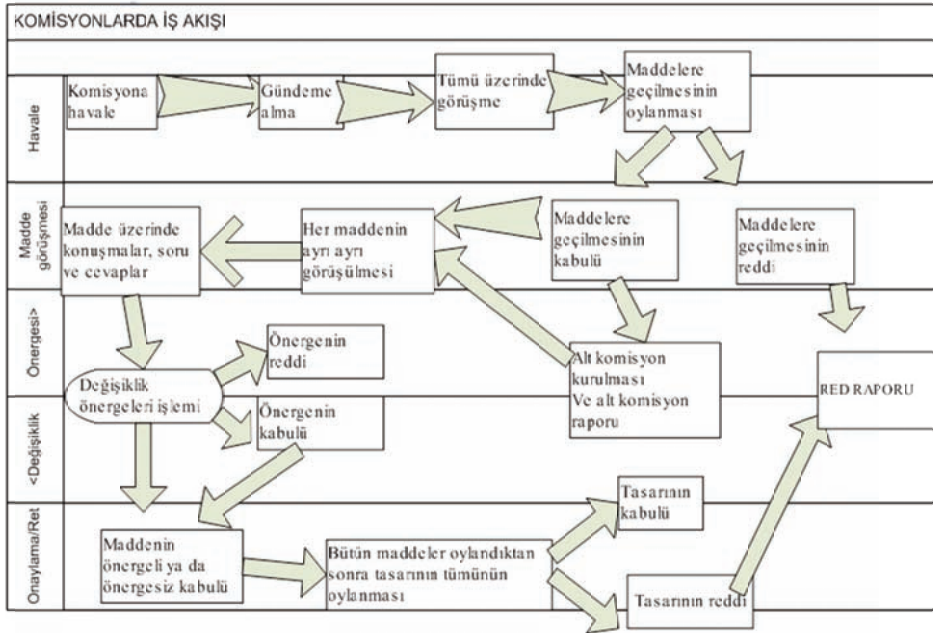 KOMİSYONLARDA İŞ AKIŞI
Havale
Komisyona
havale
Gündeme
alma
Tümü üzerinde
görüşme
Maddelere
geçilmesinin
oylanması
Madde
görüşmesi
Madde üzerinde
konuşmalar, soru
ve cevaplar
Her maddenin
ayrı ayrı
görüşülmesi
Maddelere
geçilmesinin
kabulü
Maddelere
geçilmesinin
reddi
Önergesi>
Önergenin
reddi
Alt komisyon
kurulması
Ve alt komisyon
raporu
RED RAPORU
Değişiklik
önergeleri işlemi
<Değişiklik
Önergenin
kabulü
Onaylama/Ret
Maddenin
önergeli ya da
önergesiz kabulü
Bütün maddeler oylandıktan
sonra tasarının tümünün
oylanması
Tasarının
kabulü
Tasarının reddi